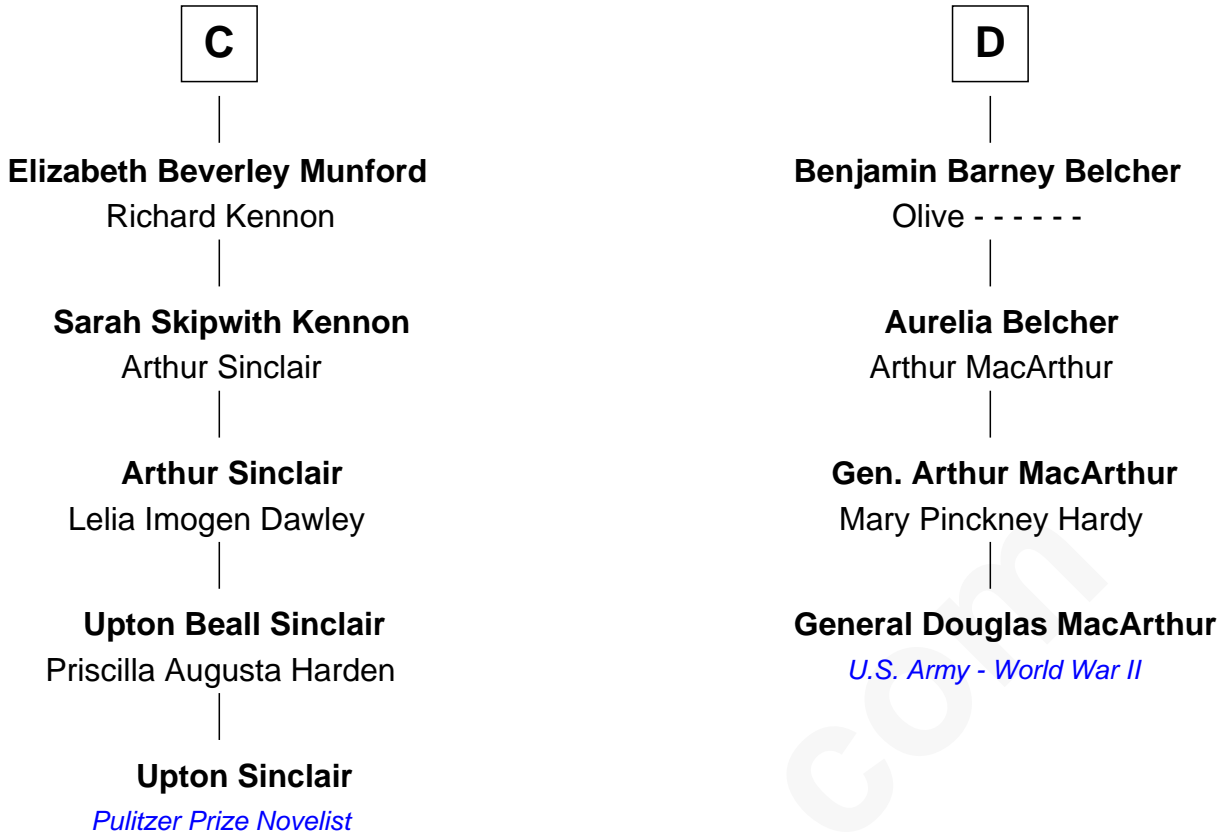 C
Elizabeth Beverley Munford
Richard Kennon
Sarah Skipwith Kennon
Arthur Sinclair
Arthur Sinclair
Lelia Imogen Dawley
Upton Beall Sinclair
Priscilla Augusta Harden
Upton Sinclair
Pulitzer Prize Novelist
D
Benjamin Barney Belcher
Olive - - - - - -
Aurelia Belcher
Arthur MacArthur
Gen. Arthur MacArthur
Mary Pinckney Hardy
General Douglas MacArthur
U.S. Army - World War II
com